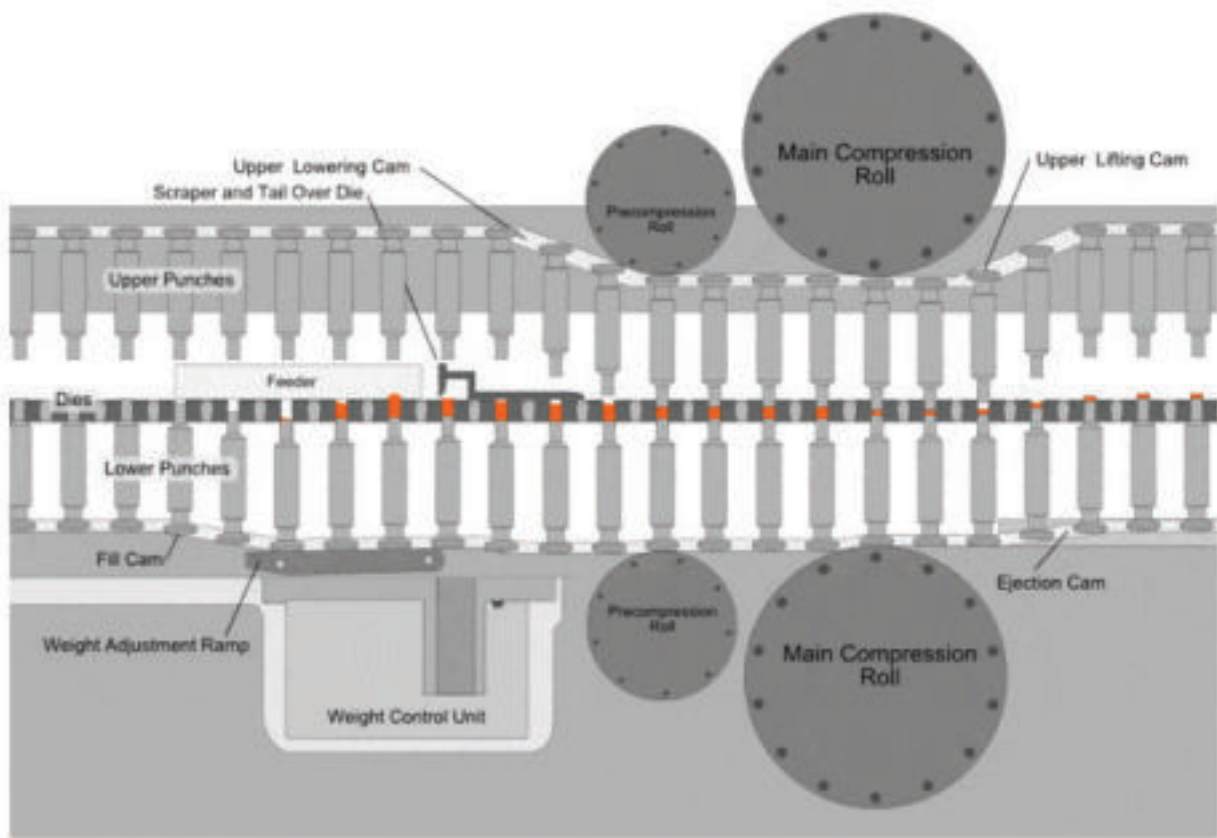 Main Compression
Roll
Upper Lowering Cam
Upper Lifting Cam
Scraper and Tail Over Die
Precompression
Roll
Upper Punches
Feeder
Dies
Lower Punches
Fill Cam
Ejection Cam
Precompression
Roll
Weight Adjustment Ramp
Main Compression
Roll
Weight Control Unit